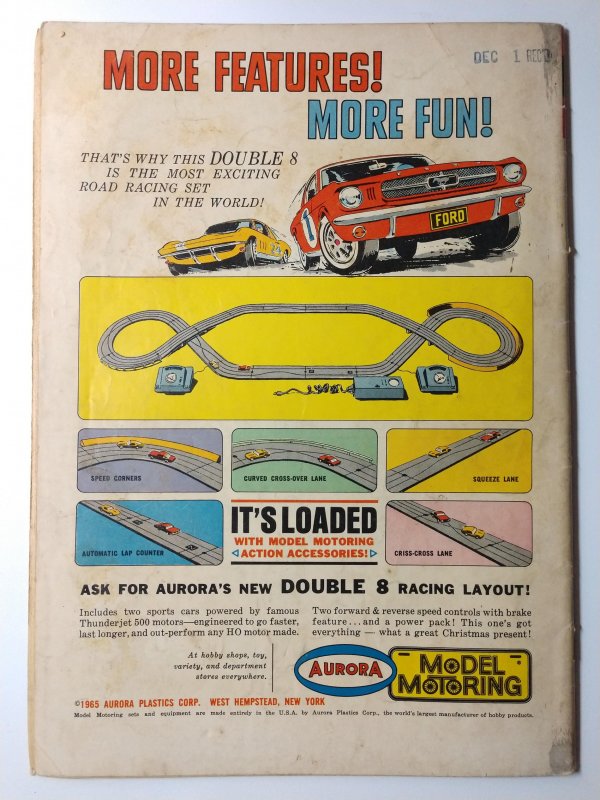 DEC 1 REC'D
MORE FEATURES!
MORE FUN!
THAT'S WHY THIS DOUBLE 8
IS THE MOST EXCITING
ROAD RACING SET
IN THE WORLD!
1
FORD
SPEED CORNERS
CURVED CROSS-OVER LANE
SQUEEZE LANE
AUTOMATIC LAP COUNTER
IT'S LOADED
WITH MODEL MOTORING
ACTION ACCESSORIES!
CRISS-CROSS LANE
ASK FOR AURORA'S NEW DOUBLE 8 RACING LAYOUT!
Includes two sports cars powered by famous
Thunderjet 500 motors—engineered to go faster,
last longer, and out-perform any HO motor made.
Two forward & reverse speed controls with brake
feature...and a power pack! This one's got
everything — what a great Christmas present!
At hobby shops, toy,
variety, and department
stores everywhere.
AURORA
MODEL
MOTORING
©1965 AURORA PLASTICS CORP. WEST HEMPSTEAD, NEW YORK
Model Motoring sets and equipment are made entirely in the U.S.A. by Aurora Plastics Corp., the world's largest manufacturer of hobby products.